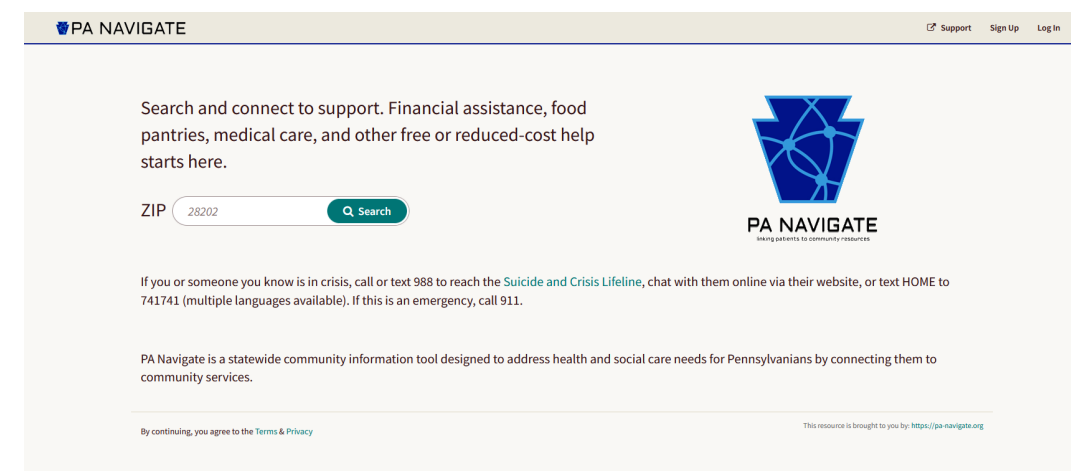 PA NAVIGATE
Support Sign Up Log In
Search and connect to support. Financial assistance, food
pantries, medical care, and other free or reduced-cost help
starts here.
ZIP 28202 Search
PA NAVIGATE
linking patients to community resources
If you or someone you know is in crisis, call or text 988 to reach the Suicide and Crisis Lifeline, chat with them online via their website, or text HOME to
741741 (multiple languages available). If this is an emergency, call 911.
PA Navigate is a statewide community information tool designed to address health and social care needs for Pennsylvanians by connecting them to
community services.
By continuing, you agree to the Terms & Privacy
This resource is brought to you by: https://pa-navigate.org